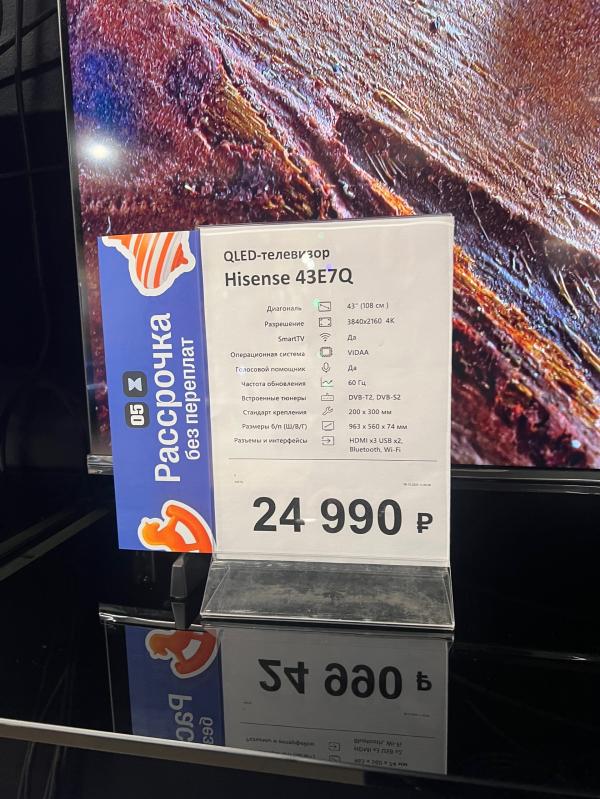 05
Рассрочка
без переплат
QLED-телевизор
Hisense 43E7Q
Диагональ 43" (108 см)
Разрешение 3840x2160 4K
SmartTV Да
Операционная система VIDAA
Голосовой помощник Да
Частота обновления 60 Гц
Встроенные тюнеры DVB-T2, DVB-S2
Стандарт крепления 200 x 300 мм
Размеры б/п (Ш/В/Г) 963 x 560 x 74 мм
Разъемы и интерфейсы HDMI x3 USB x2,
Bluetooth, Wi-Fi
24 990 ₽